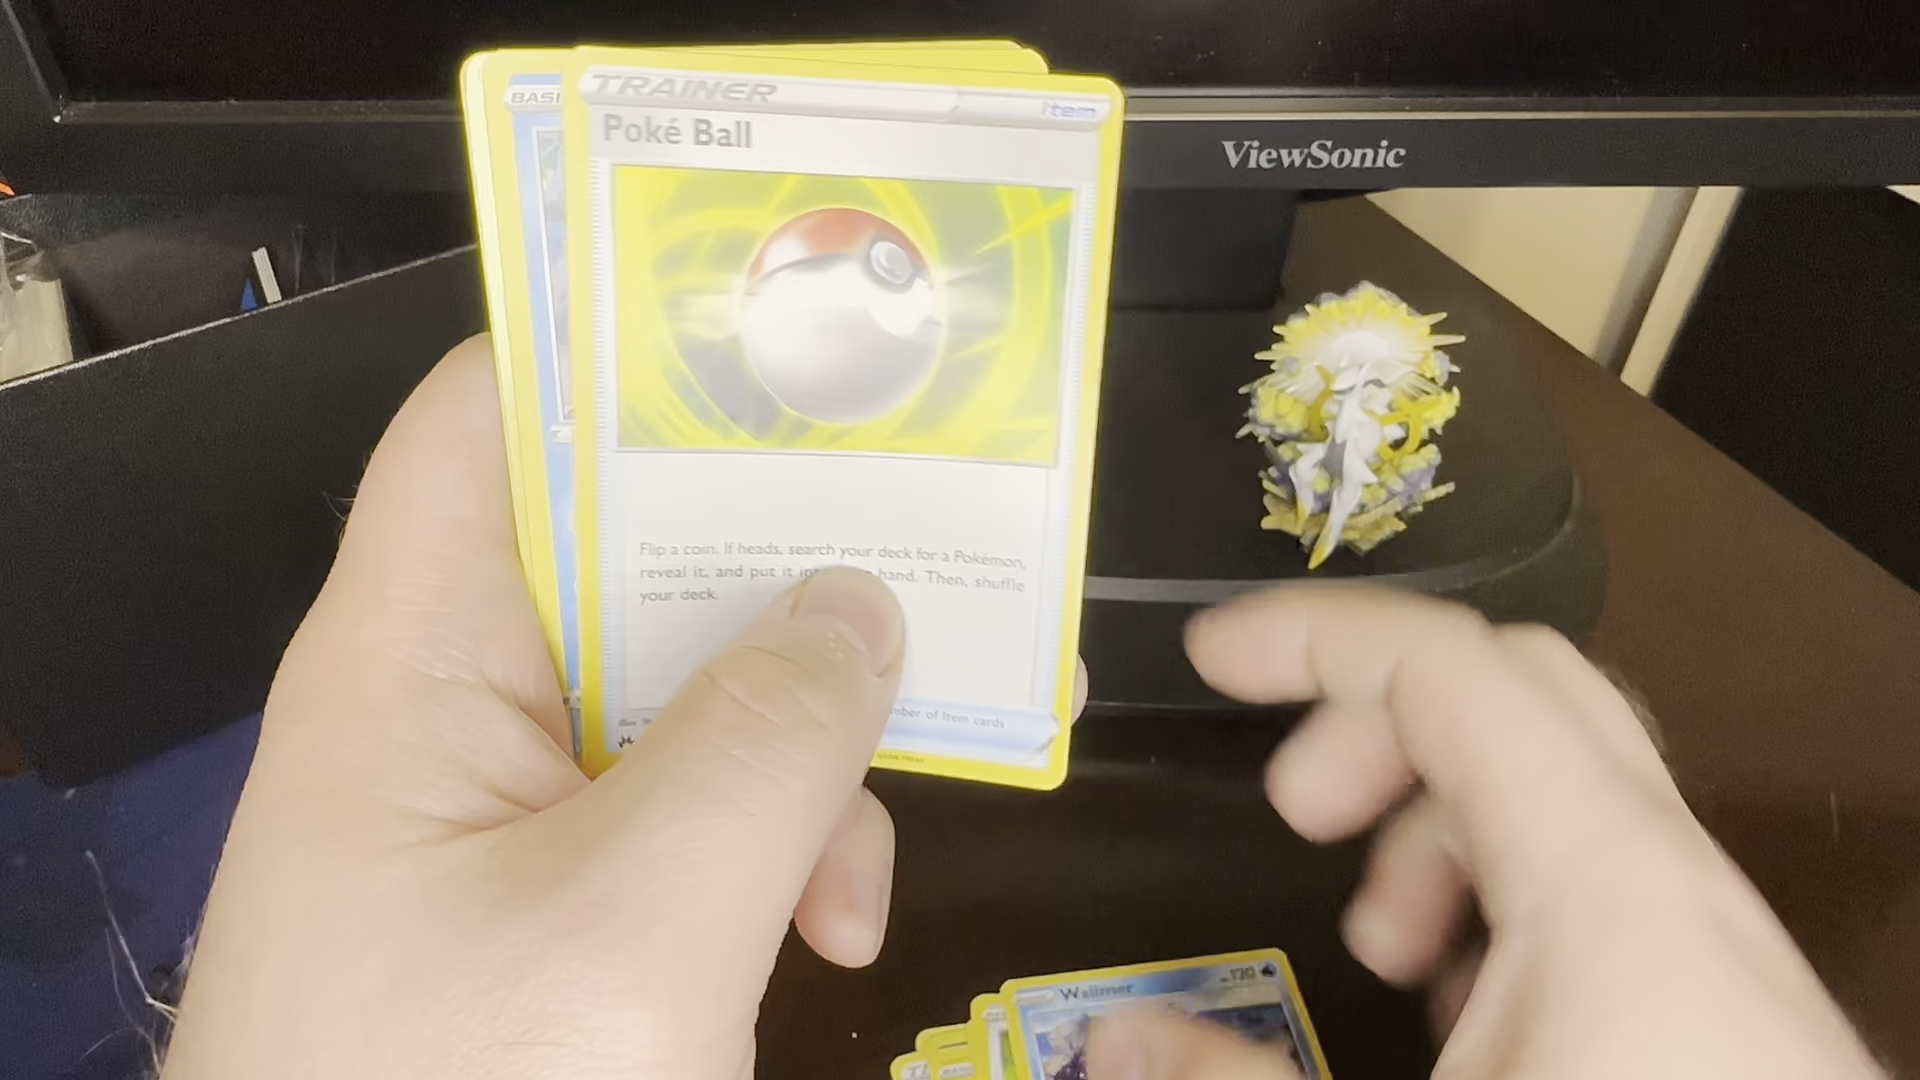 BASI
TRAINER
Item
Poké Ball
ViewSonic
Flip a coin. If heads, search your deck for a Pokémon,
reveal it, and put it hand. Then, shuffle
your deck.
mber of Item cards
Wailmer
120